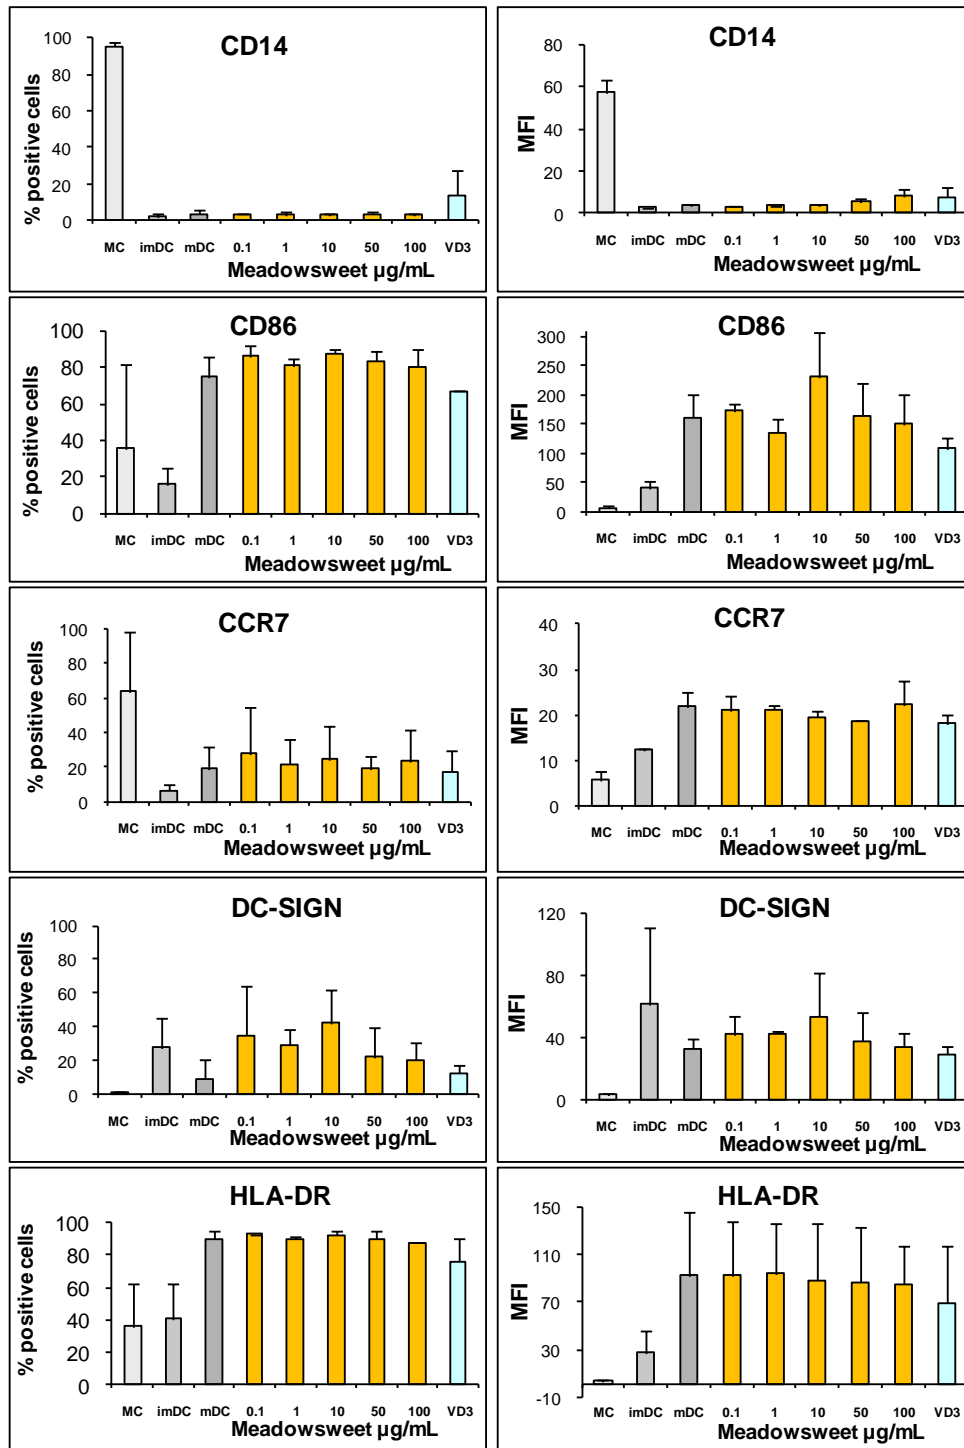 CD14
% positive cells
100
80
60
40
20
0
MC imDC mDC 0.1 1 10 50 100 VD3
Meadowsweet µg/mL
CD14
MFI
80
60
40
20
0
MC imDC mDC 0.1 1 10 50 100 VD3
Meadowsweet µg/mL
CD86
% positive cells
100
80
60
40
20
0
MC imDC mDC 0.1 1 10 50 100 VD3
Meadowsweet µg/mL
CD86
MFI
300
250
200
150
100
50
0
MC imDC mDC 0.1 1 10 50 100 VD3
Meadowsweet µg/mL
CCR7
% positive cells
100
80
60
40
20
0
MC imDC mDC 0.1 1 10 50 100 VD3
Meadowsweet µg/mL
CCR7
MFI
40
30
20
10
0
MC imDC mDC 0.1 1 10 50 100 VD3
Meadowsweet µg/mL
DC-SIGN
% positive cells
100
80
60
40
20
0
MC imDC mDC 0.1 1 10 50 100 VD3
Meadowsweet µg/mL
DC-SIGN
MFI
120
80
40
0
MC imDC mDC 0.1 1 10 50 100 VD3
Meadowsweet µg/mL
HLA-DR
% positive cells
100
80
60
40
20
0
MC imDC mDC 0.1 1 10 50 100 VD3
Meadowsweet µg/mL
HLA-DR
MFI
150
110
70
30
-10
MC imDC mDC 0.1 1 10 50 100 VD3
Meadowsweet µg/mL